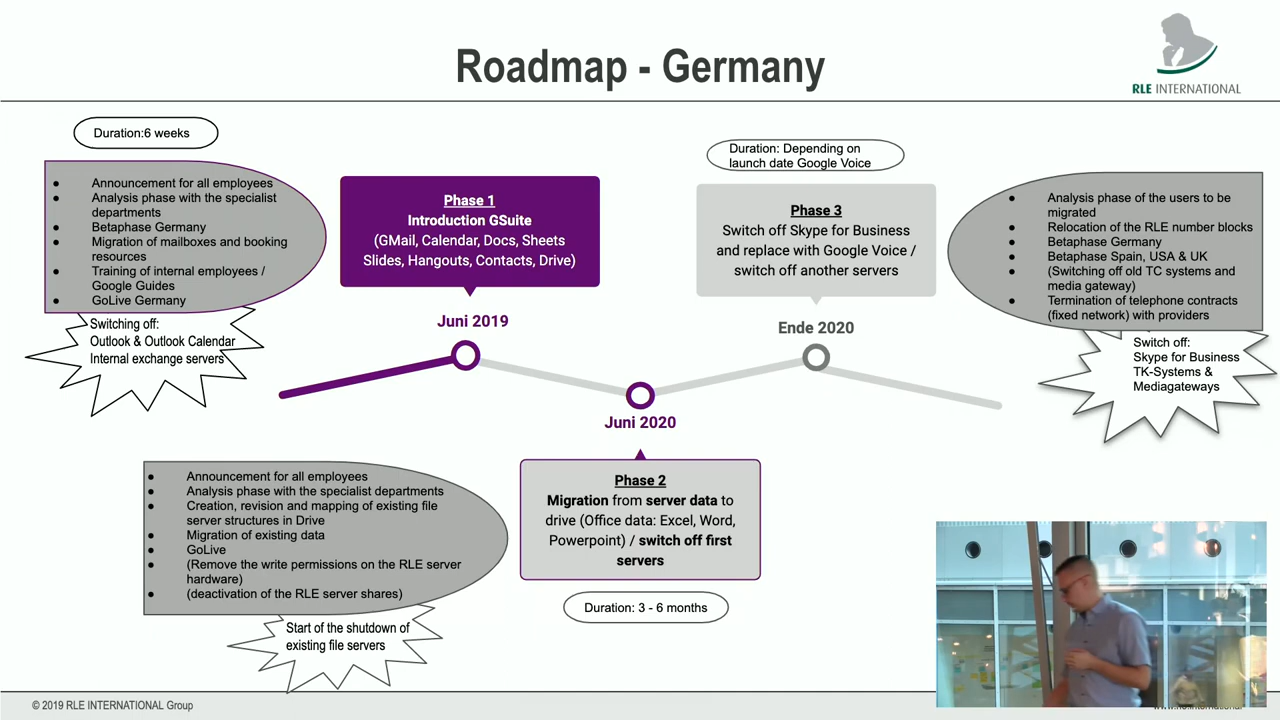 Roadmap - Germany
RLE INTERNATIONAL
Duration:6 weeks
● Announcement for all employees
● Analysis phase with the specialist
departments
● Betaphase Germany
● Migration of mailboxes and booking
resources
● Training of internal employees /
Google Guides
● GoLive Germany
Switching off:
Outlook & Outlook Calendar
Internal exchange servers
Phase 1
Introduction GSuite
(GMail, Calendar, Docs, Sheets
Slides, Hangouts, Contacts, Drive)
Juni 2019
Duration: Depending on
launch date Google Voice
Phase 3
Switch off Skype for Business
and replace with Google Voice /
switch off another servers
Ende 2020
● Analysis phase of the users to be
migrated
● Relocation of the RLE number blocks
● Betaphase Germany
● Betaphase Spain, USA & UK
● (Switching off old TC systems and
media gateway)
● Termination of telephone contracts
(fixed network) with providers
Switch off:
Skype for Business
TK-Systems &
Mediagateways
Juni 2020
● Announcement for all employees
● Analysis phase with the specialist departments
● Creation, revision and mapping of existing file
server structures in Drive
● Migration of existing data
● GoLive
● (Remove the write permissions on the RLE server
hardware)
● (deactivation of the RLE server shares)
Start of the shutdown of
existing file servers
Phase 2
Migration from server data to
drive (Office data: Excel, Word,
Powerpoint) / switch off first
servers
Duration: 3 - 6 months
© 2019 RLE INTERNATIONAL Group